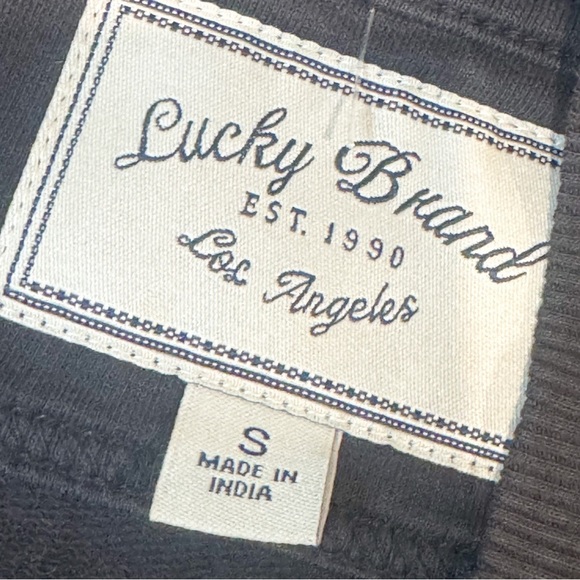 Lucky Brand
EST. 1990
Los Angeles
S
MADE IN
INDIA